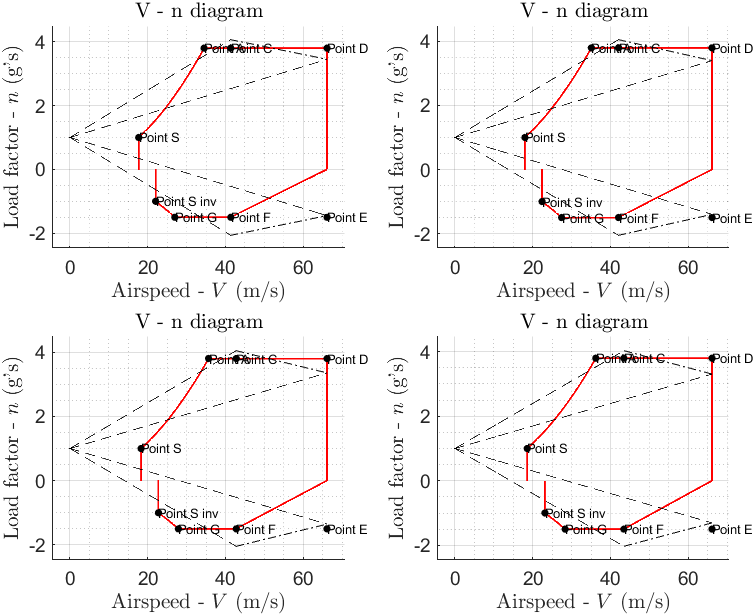 V - n diagram
Load factor - n (g's)
4
2
0
-2
Point A
Point C
Point D
Point S
Point S inv
Point G
Point F
Point E
0
20
40
60
Airspeed - V (m/s)
V - n diagram
Load factor - n (g's)
4
2
0
-2
Point A
Point C
Point D
Point S
Point S inv
Point G
Point F
Point E
0
20
40
60
Airspeed - V (m/s)
V - n diagram
Load factor - n (g's)
4
2
0
-2
Point A
Point C
Point D
Point S
Point S inv
Point G
Point F
Point E
0
20
40
60
Airspeed - V (m/s)
V - n diagram
Load factor - n (g's)
4
2
0
-2
Point A
Point C
Point D
Point S
Point S inv
Point G
Point F
Point E
0
20
40
60
Airspeed - V (m/s)